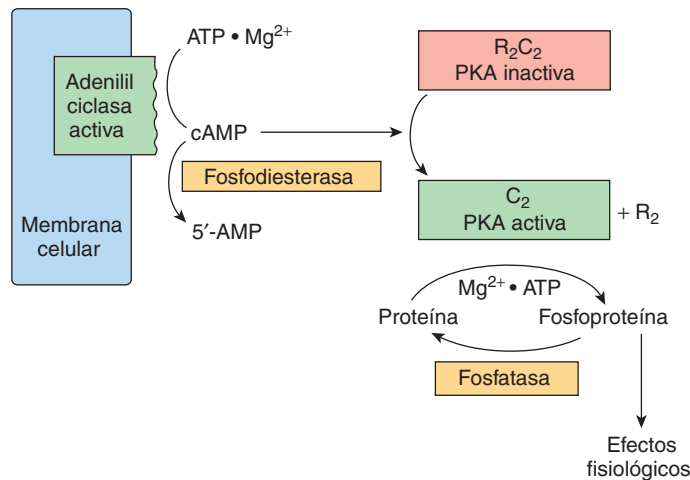 ATP • Mg²⁺
Adenilil
ciclasa
activa
cAMP
Fosfodiesterasa
5′-AMP
Membrana
celular
R₂C₂
PKA inactiva
C₂
PKA activa
+ R₂
Mg²⁺ • ATP
Proteína
Fosfoproteína
Fosfatasa
Efectos
fisiológicos